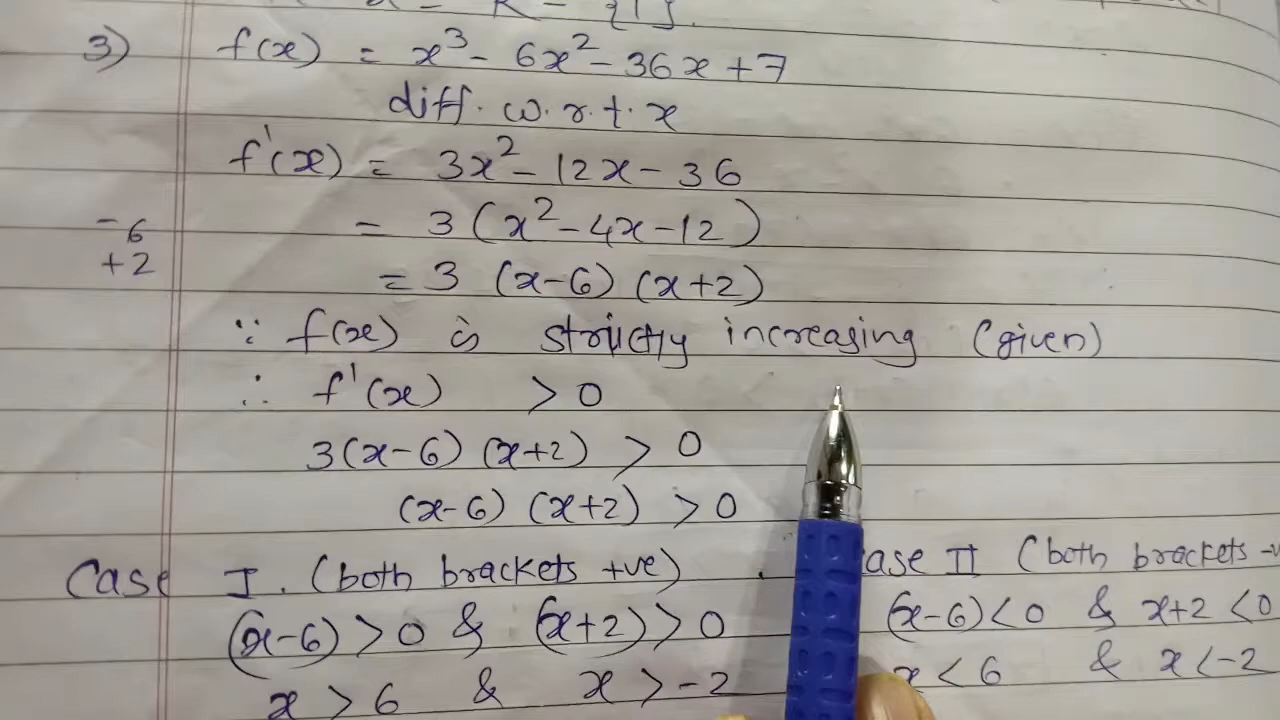 R - {1}.
3) f(x) = x³ - 6x² - 36x + 7
diff. w.r.t. x
f'(x) = 3x² - 12x - 36
= 3 (x² - 4x - 12)
-6
+2
= 3 (x-6) (x+2)
∵ f(x) is strictly increasing (given)
∴ f'(x) > 0
3(x-6) (x+2) > 0
(x-6) (x+2) > 0
Case I. (both brackets +ve)
(x-6) > 0 & (x+2) > 0
x > 6 & x > -2
ase II (both brackets -v
(x-6) < 0 & x+2 < 0
x < 6 & x < -2